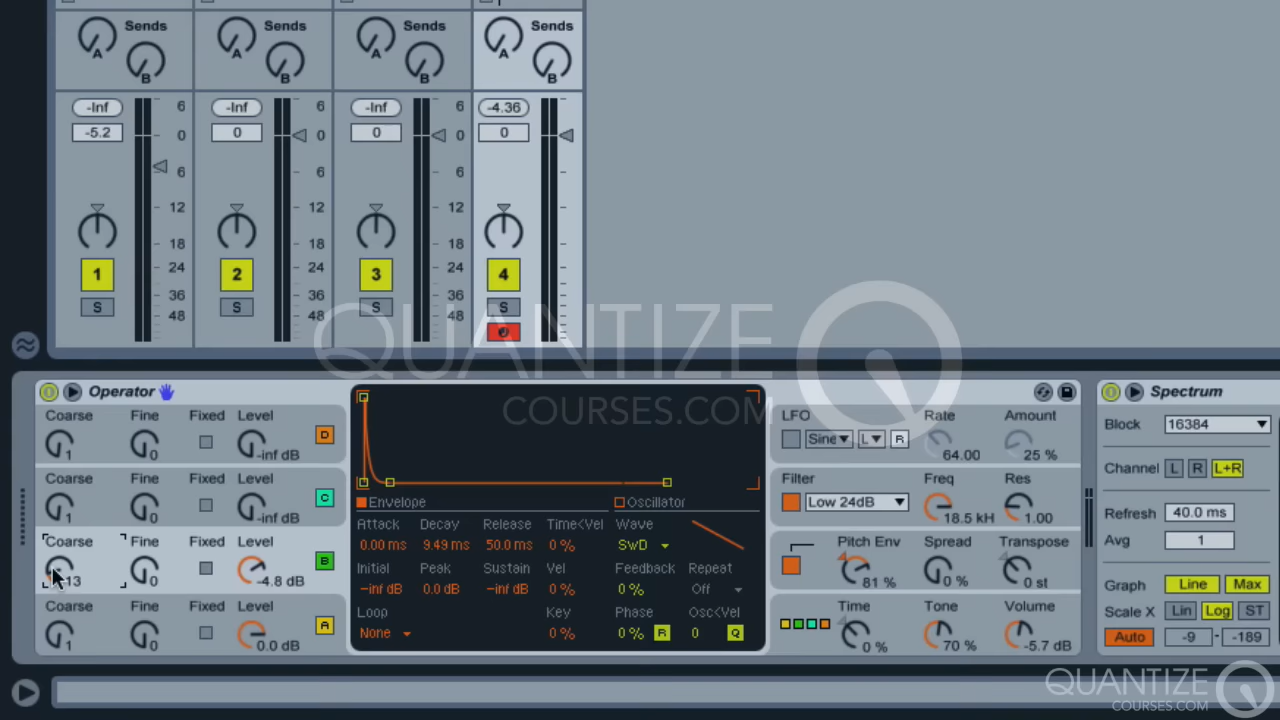 Sends Sends Sends Sends
A A A A
B B B B
-Inf 6 -Inf 6 -Inf 6 -4.36
-5.2 0 0 0 0 0 0
6 6 6
12 12 12
18 18 18
1 24 2 24 3 24 4
S 36 S 36 S 36 S
48 48 48
QUANTIZE
COURSES.COM
Operator
Coarse Fine Fixed Level
1 0 -inf dB D
Coarse Fine Fixed Level
1 0 -inf dB C
Coarse Fine Fixed Level
13 0 -4.8 dB B
Coarse Fine Fixed Level
1 0 0.0 dB A
Envelope Oscillator
Attack Decay Release Time<Vel Wave
0.00 ms 9.49 ms 50.0 ms 0 % SwD
Initial Peak Sustain Vel Feedback Repeat
-inf dB 0.0 dB -inf dB 0 % 0 % Off
Loop Key Phase Osc<Vel
None 0 % 0 % R 0 Q
LFO Rate Amount
Sine L R 64.00 25 %
Filter Freq Res
Low 24dB 18.5 kH 1.00
Pitch Env Spread Transpose
81 % 0 % 0 st
Time Tone Volume
0 % 70 % -5.7 dB
Spectrum
Block 16384
Channel L R L+R
Refresh 40.0 ms
Avg 1
Graph Line Max
Scale X Lin Log ST
Auto -9 - -189
QUANTIZE
COURSES.COM